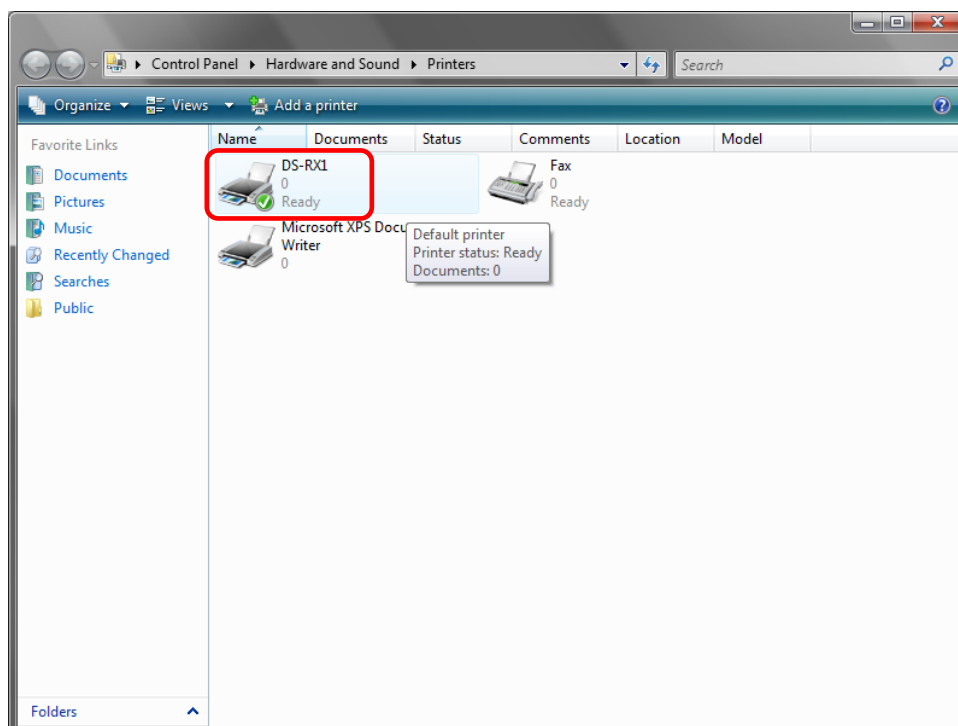 Control Panel Hardware and Sound Printers
Search
Organize Views Add a printer
Favorite Links
Documents
Pictures
Music
Recently Changed
Searches
Public
Folders
Name Documents Status Comments Location Model
DS-RX1
0
Ready
Fax
0
Ready
Microsoft XPS Docu
Writer
0
Default printer
Printer status: Ready
Documents: 0